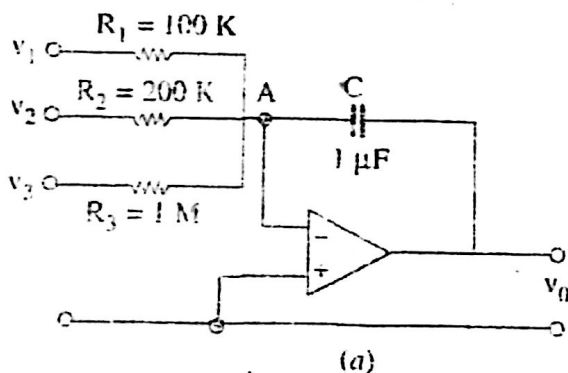 R₁ = 100 K
v₁
R₂ = 200 K
A
C
v₂
1 μF
v₃
R₃ = 1 M
−
+
v₀
(a)